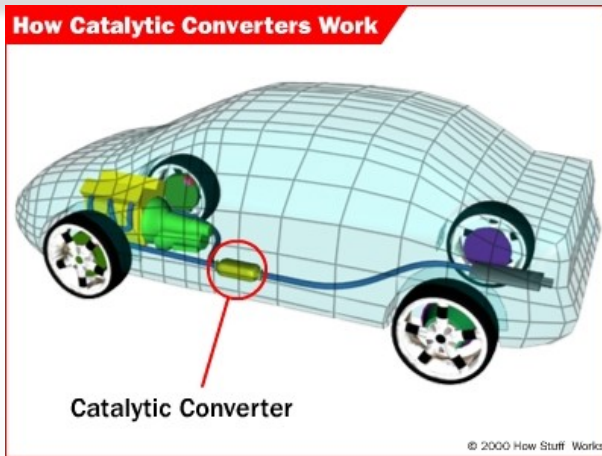 How Catalytic Converters Work
Catalytic Converter
© 2000 How Stuff Works